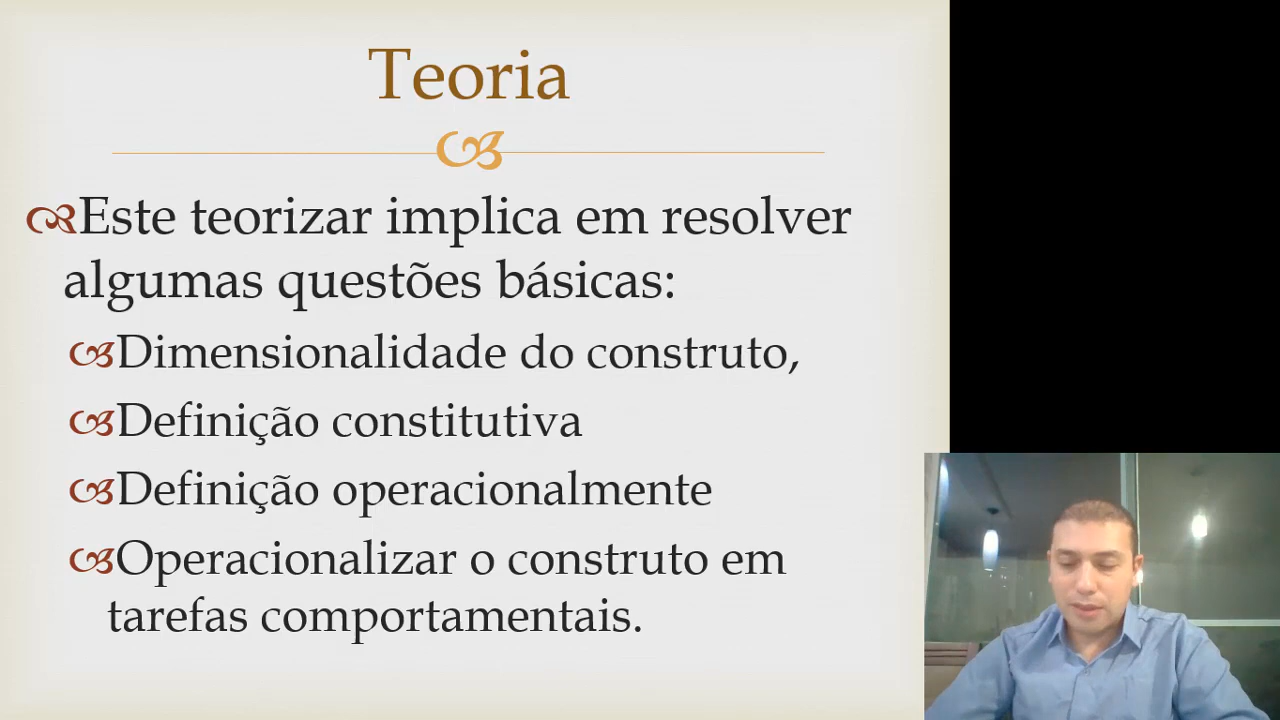 Teoria
Este teorizar implica em resolver
algumas questões básicas:
Dimensionalidade do construto,
Definição constitutiva
Definição operacionalmente
Operacionalizar o construto em
tarefas comportamentais.